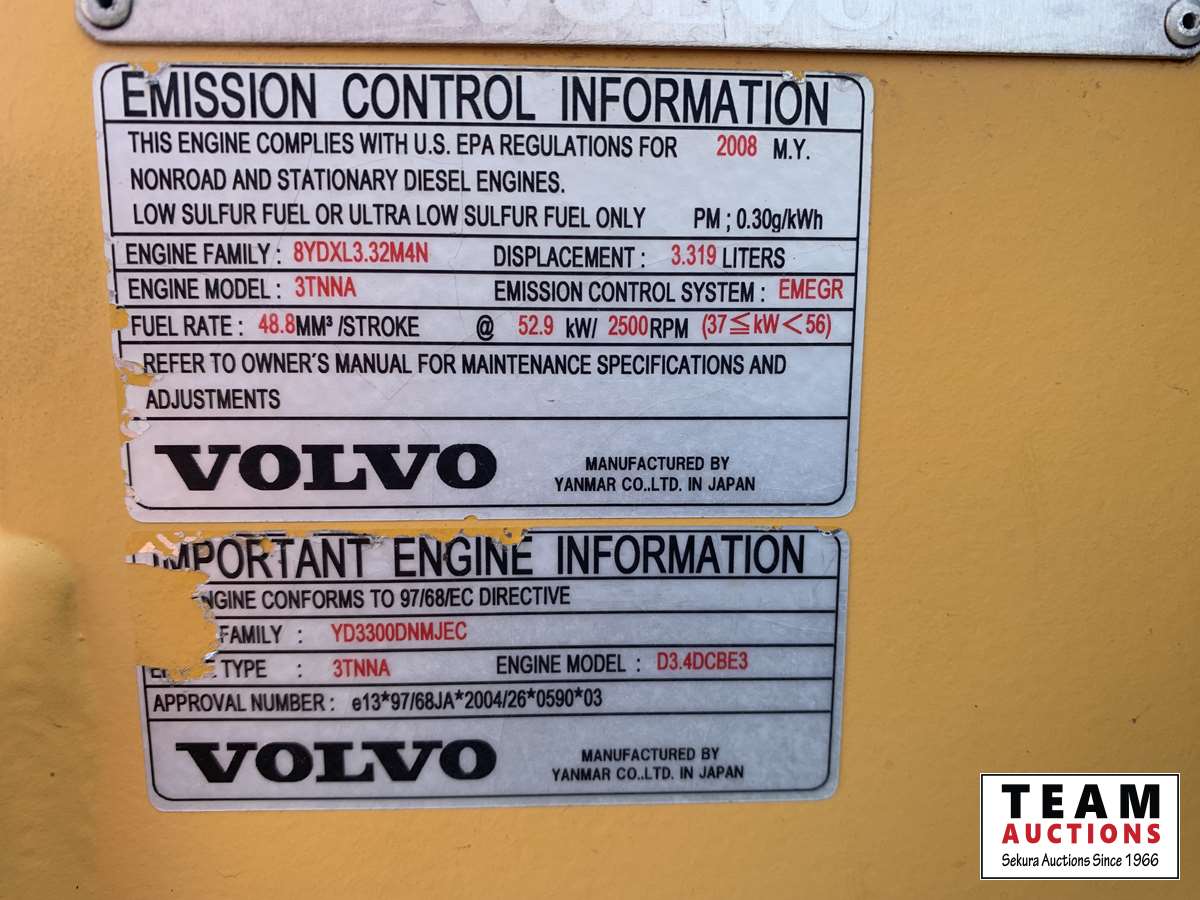 VOLVO
EMISSION CONTROL INFORMATION
THIS ENGINE COMPLIES WITH U.S. EPA REGULATIONS FOR 2008 M.Y.
NONROAD AND STATIONARY DIESEL ENGINES.
LOW SULFUR FUEL OR ULTRA LOW SULFUR FUEL ONLY PM ; 0.30g/kWh
ENGINE FAMILY : 8YDXL3.32M4N DISPLACEMENT : 3.319 LITERS
ENGINE MODEL : 3TNNA EMISSION CONTROL SYSTEM : EMEGR
FUEL RATE : 48.8MM³ /STROKE @ 52.9 kW/ 2500RPM (37≦kW<56)
REFER TO OWNER´S MANUAL FOR MAINTENANCE SPECIFICATIONS AND
ADJUSTMENTS
VOLVO
MANUFACTURED BY
YANMAR CO.,LTD. IN JAPAN
IMPORTANT ENGINE INFORMATION
NGINE CONFORMS TO 97/68/EC DIRECTIVE
FAMILY : YD3300DNMJEC
TYPE : 3TNNA ENGINE MODEL : D3.4DCBE3
APPROVAL NUMBER : e13*97/68JA*2004/26*0590*03
VOLVO
MANUFACTURED BY
YANMAR CO.,LTD. IN JAPAN
TEAM
AUCTIONS
Sekura Auctions Since 1966